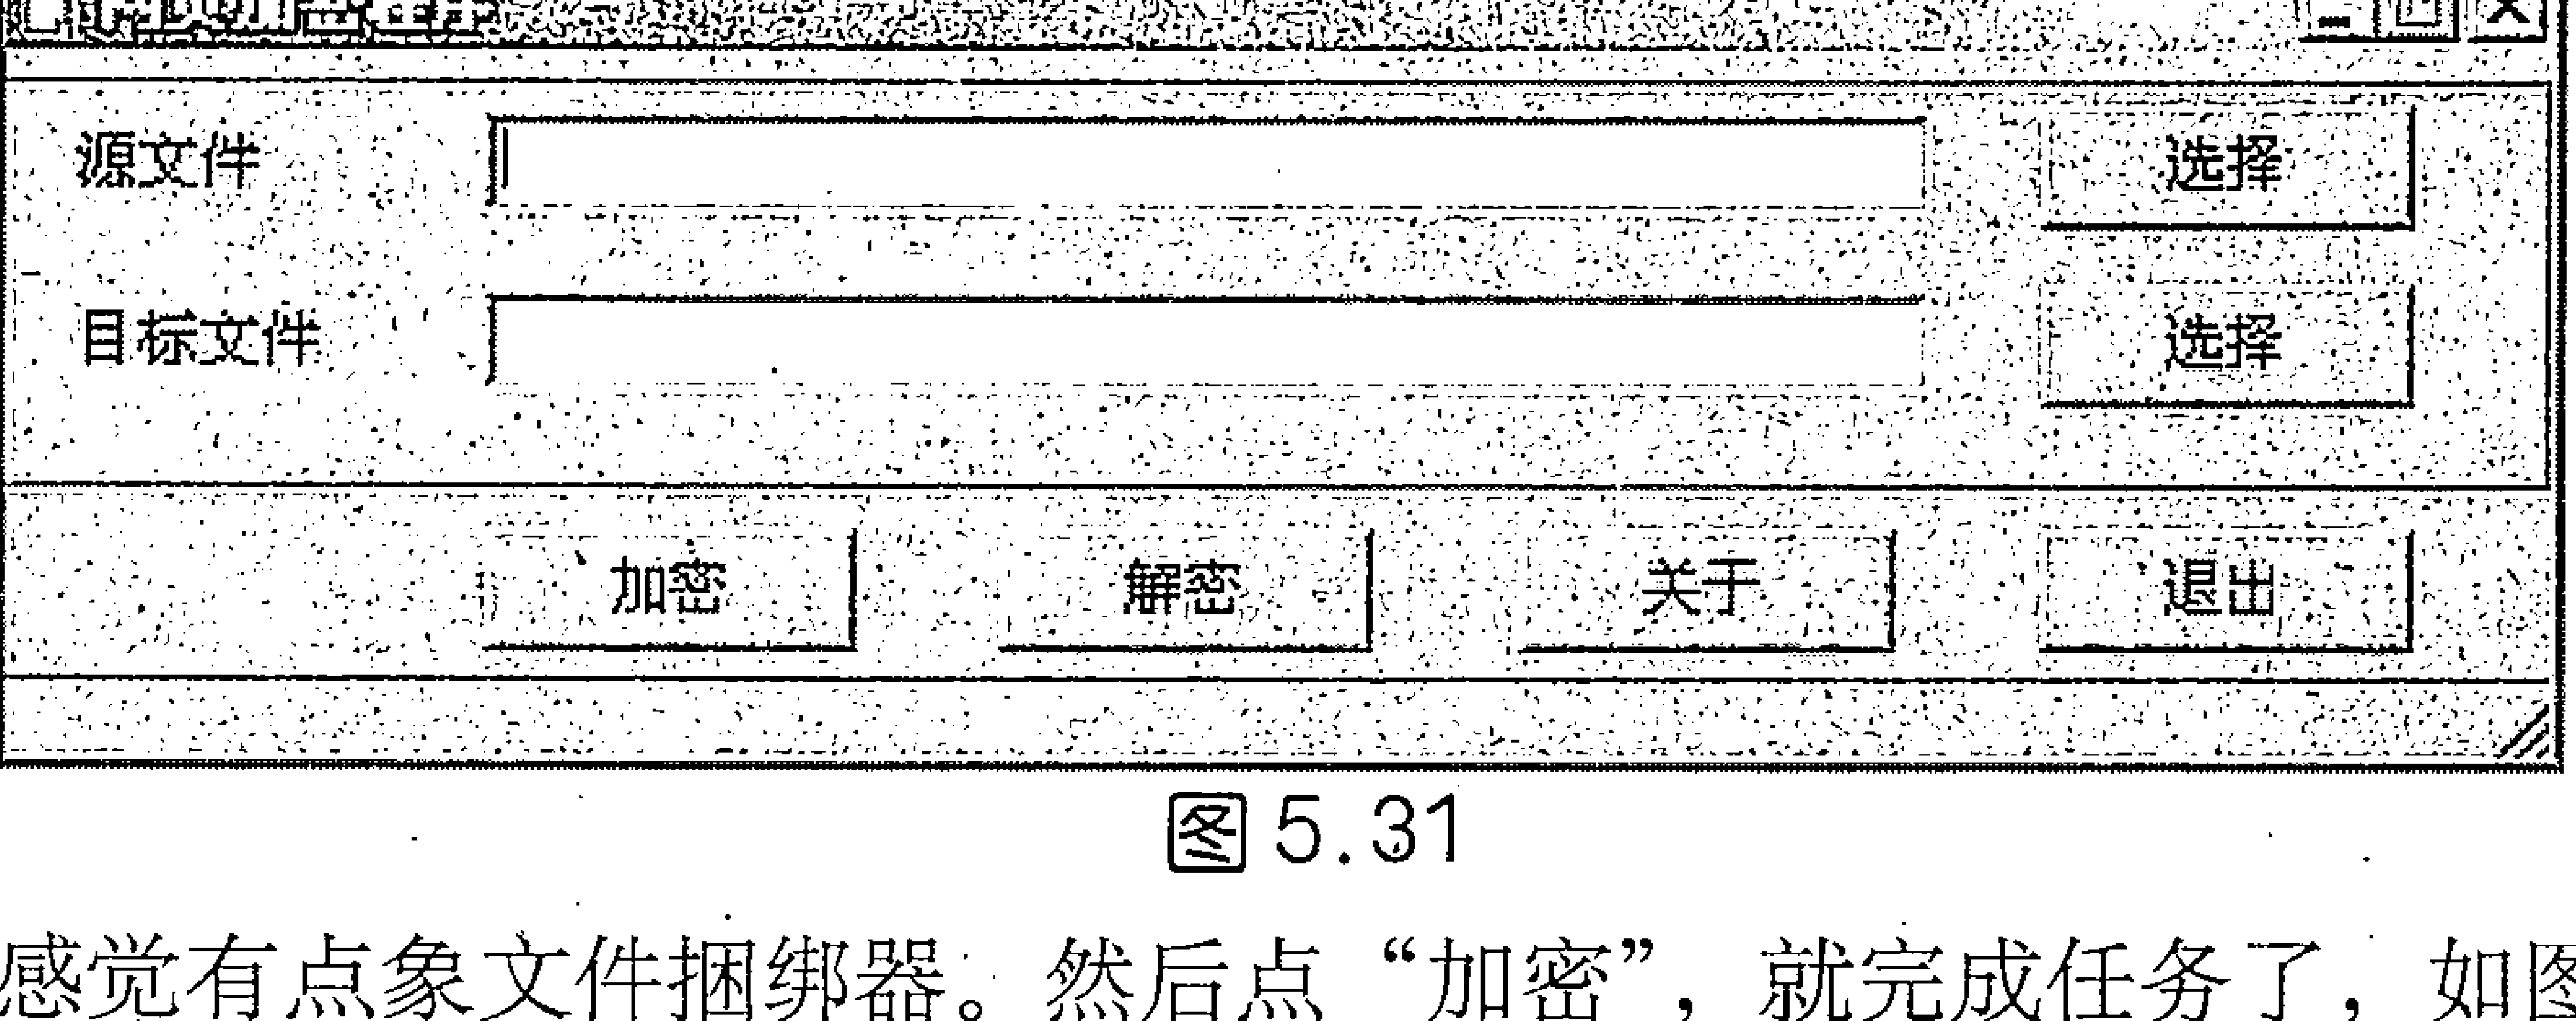 源文件 选择
目标文件 选择
加密 解密 关于 退出
图 5.31
感觉有点象文件捆绑器。然后点“加密”，就完成任务了，如图